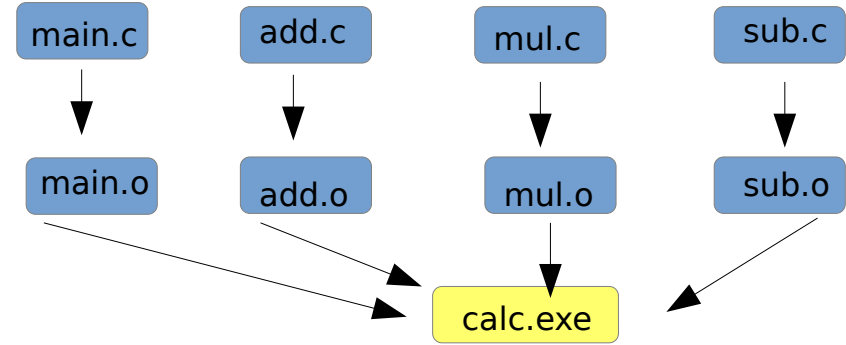 main.c
add.c
mul.c
sub.c
main.o
add.o
mul.o
sub.o
calc.exe